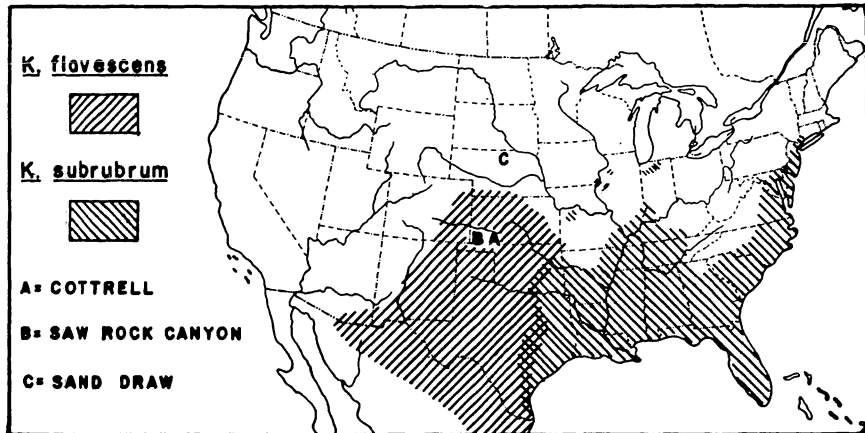 K. flavescens
K. subrubrum
A= COTTRELL
B= SAW ROCK CANYON
C= SAND DRAW
C
B A